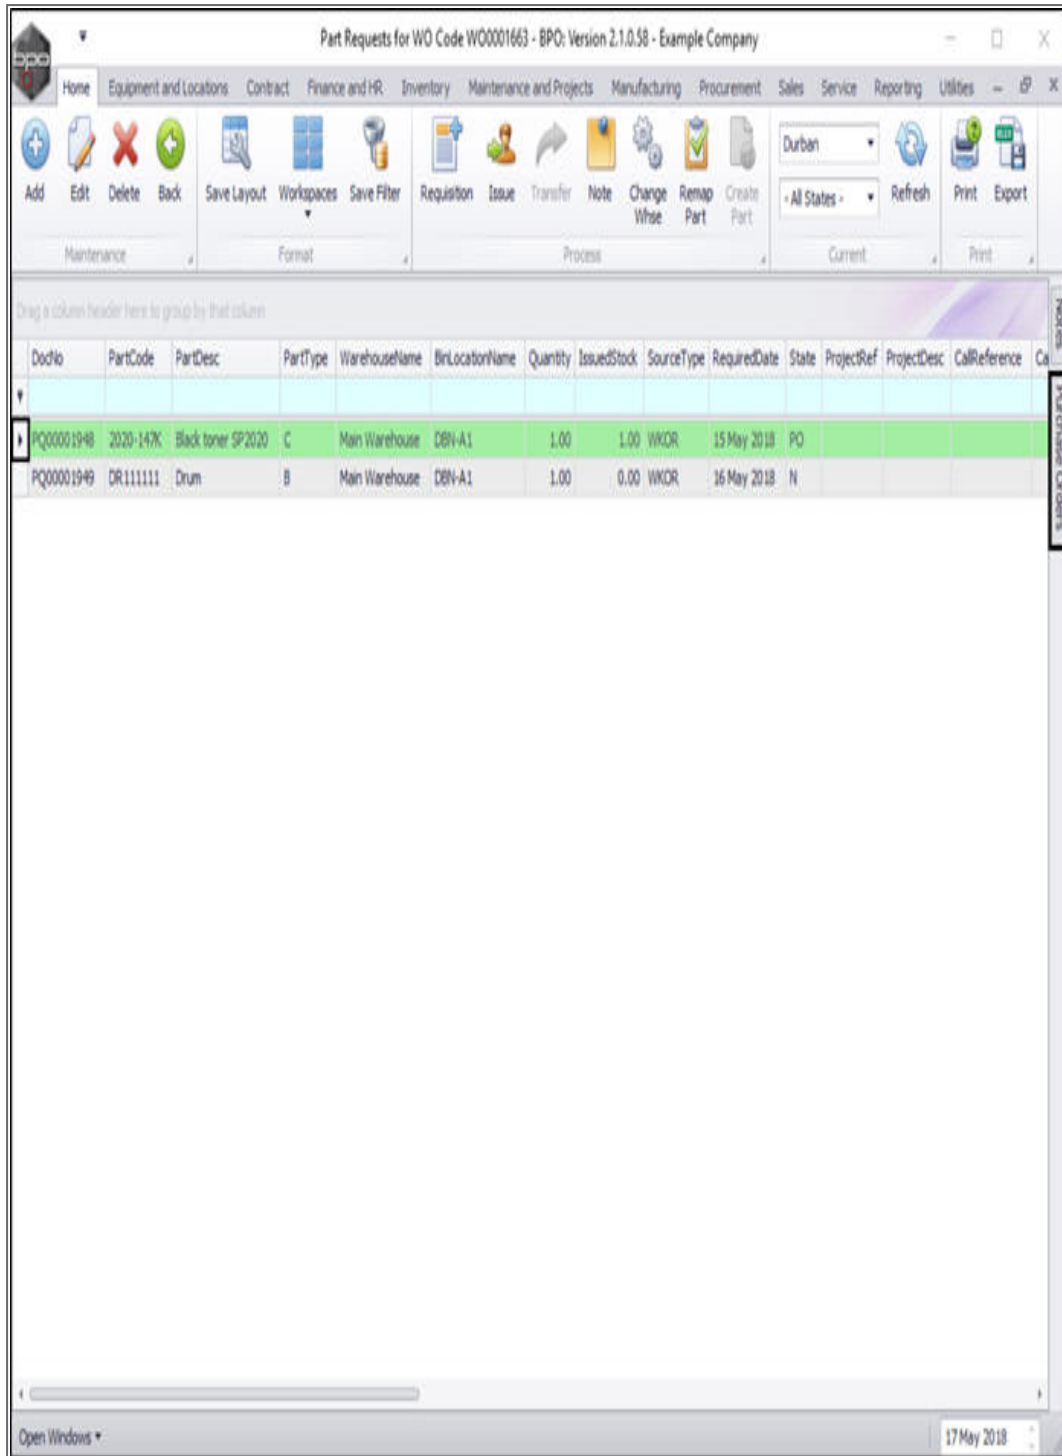 Part Requests for WO Code WO0001663 - BPO: Version 2.1.0.58 - Example Company
bpo
Home Equipment and Locations Contract Finance and HR Inventory Maintenance and Projects Manufacturing Procurement Sales Service Reporting Utilities
Add Edit Delete Back Save Layout Workspaces Save Filter Requisition Issue Transfer Note Change Whse Remap Part Create Part Durban - All States - Refresh Print Export
Maintenance Format Process Current Print
Drag a column header here to group by that column
Notes
DocNo PartCode PartDesc PartType WarehouseName BinLocationName Quantity IssuedStock SourceType RequiredDate State ProjectRef ProjectDesc CallReference Ca
Purchase Orders
PQ00001948 2020-147K Black toner SP2020 C Main Warehouse DBN-A1 1.00 1.00 WKOR 15 May 2018 PO
PQ00001949 DR111111 Drum B Main Warehouse DBN-A1 1.00 0.00 WKOR 16 May 2018 N
Open Windows 17 May 2018